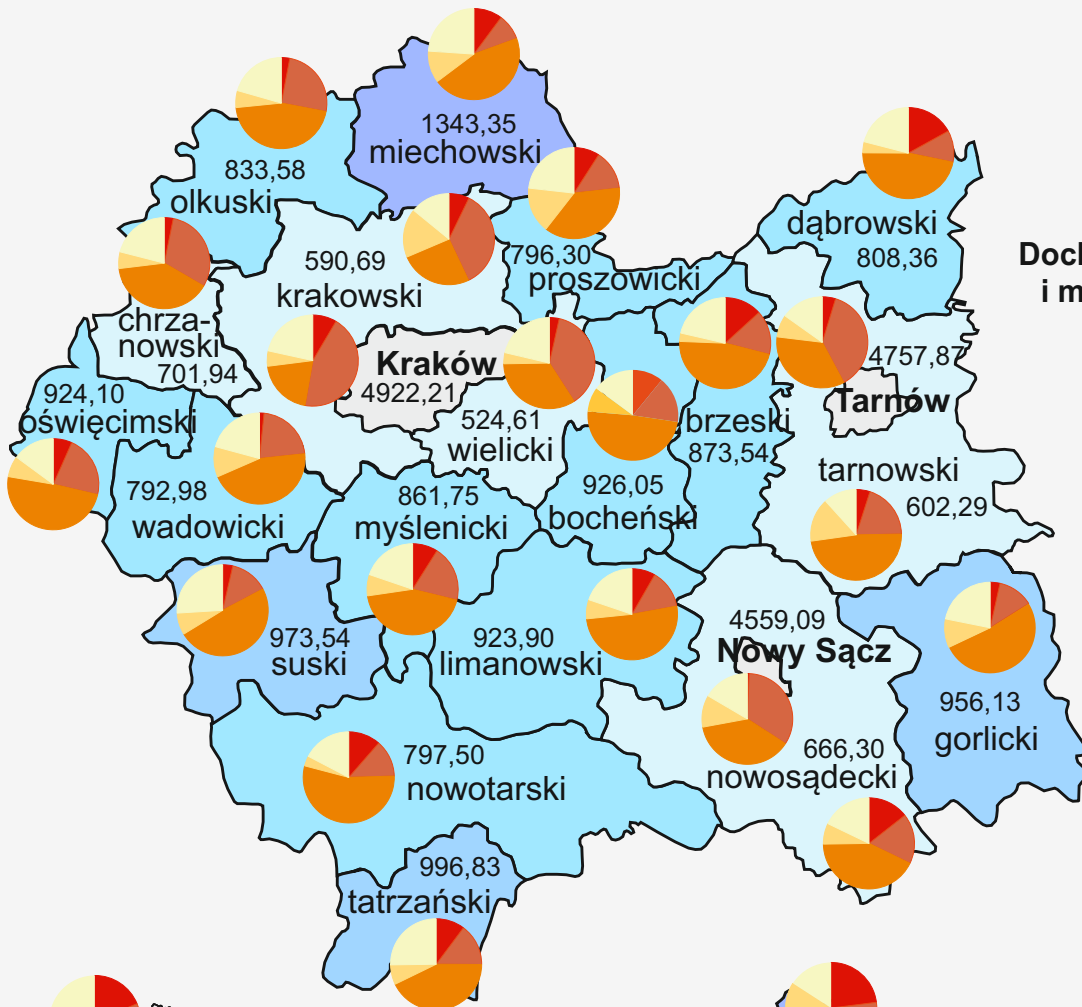 1343,35
miechowski
833,58
olkuski
dąbrowski
808,36
590,69
krakowski
796,30
proszowicki
Doch
i m
chrza-
nowski
701,94
Kraków
4922,21
4757,87
Tarnów
924,10
oświęcimski
524,61
wielicki
brzeski
873,54
tarnowski
602,29
792,98
wadowicki
861,75
myślenicki
926,05
bocheński
4559,09
Nowy Sącz
973,54
suski
923,90
limanowski
956,13
gorlicki
797,50
nowotarski
666,30
nowosądecki
996,83
tatrzański